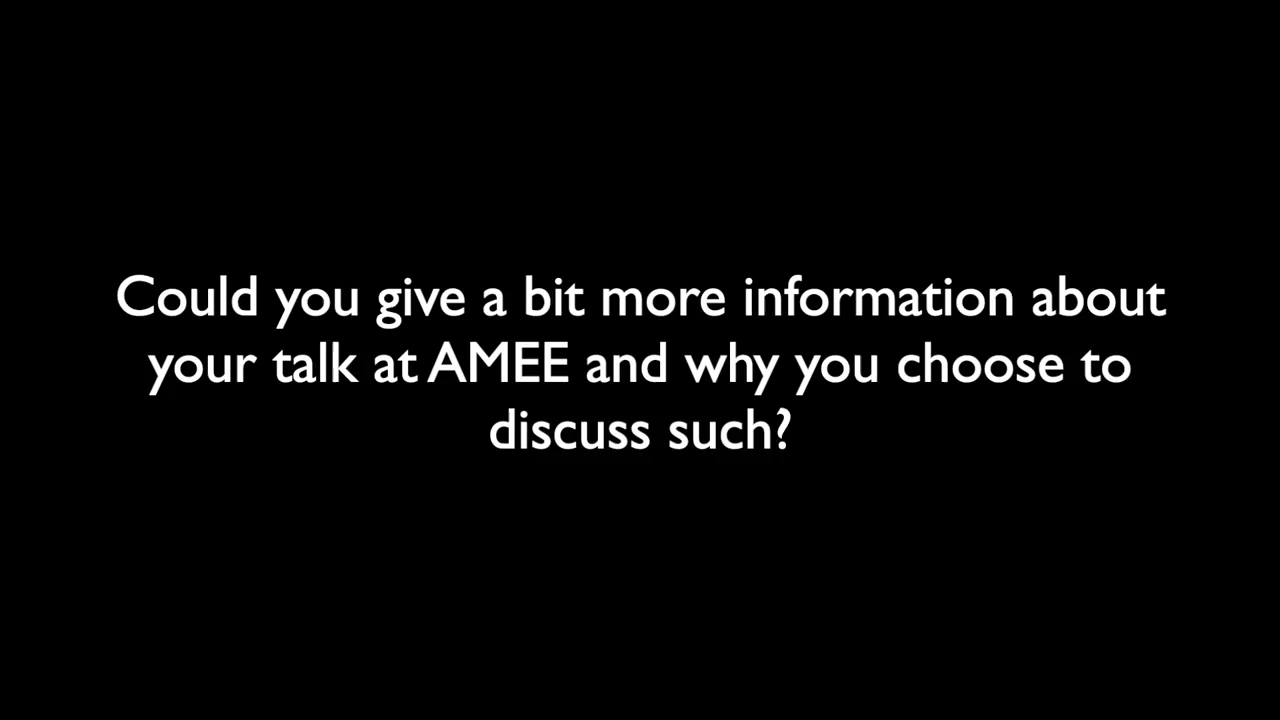 Could you give a bit more information about
your talk at AMEE and why you choose to
discuss such?